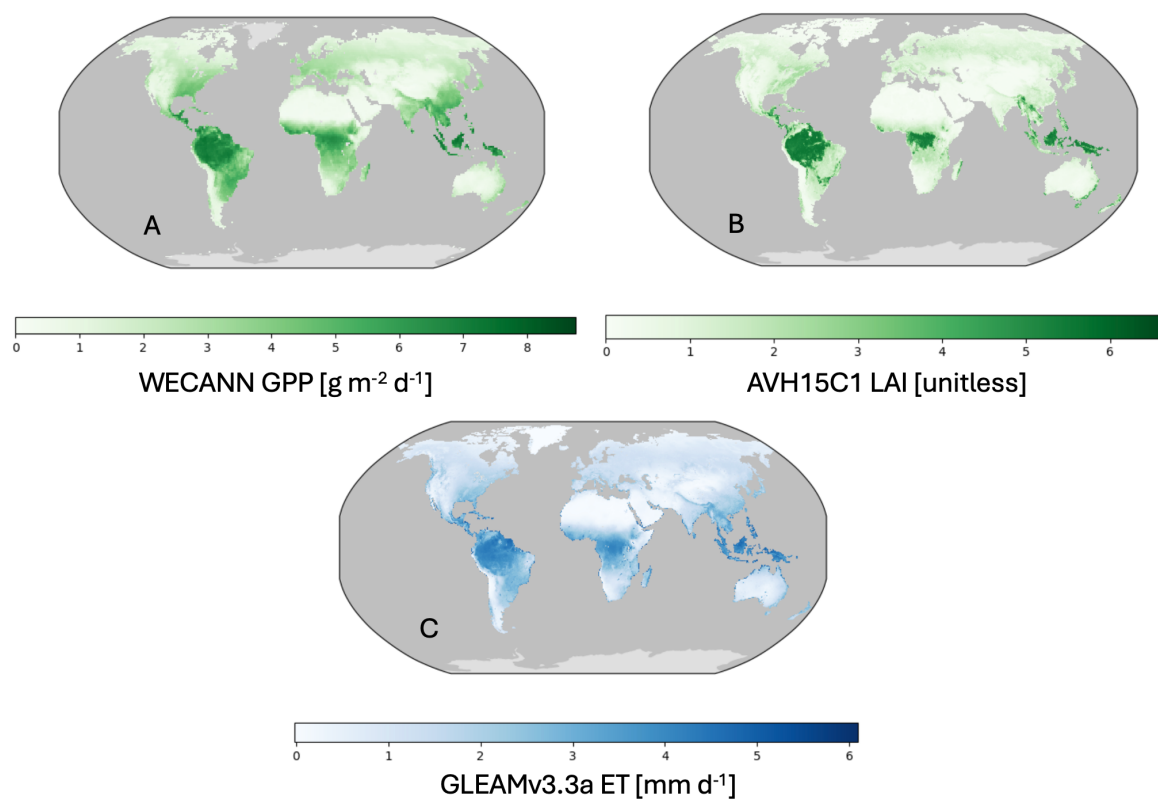 A
B
0 1 2 3 4 5 6 7 8
WECANN GPP [g m⁻² d⁻¹]
0 1 2 3 4 5 6
AVH15C1 LAI [unitless]
C
0 1 2 3 4 5 6
GLEAMv3.3a ET [mm d⁻¹]